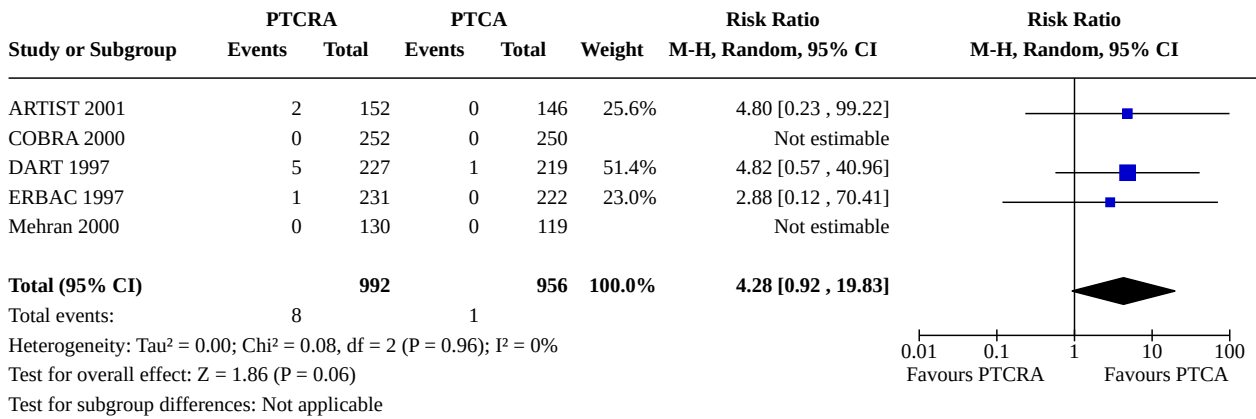 PTCRA PTCA Risk Ratio Risk Ratio
Study or Subgroup Events Total Events Total Weight M-H, Random, 95% CI M-H, Random, 95% CI
ARTIST 2001 2 152 0 146 25.6% 4.80 [0.23 , 99.22]
COBRA 2000 0 252 0 250 Not estimable
DART 1997 5 227 1 219 51.4% 4.82 [0.57 , 40.96]
ERBAC 1997 1 231 0 222 23.0% 2.88 [0.12 , 70.41]
Mehran 2000 0 130 0 119 Not estimable
Total (95% CI) 992 956 100.0% 4.28 [0.92 , 19.83]
Total events: 8 1
Heterogeneity: Tau² = 0.00; Chi² = 0.08, df = 2 (P = 0.96); I² = 0% 0.01 0.1 1 10 100
Test for overall effect: Z = 1.86 (P = 0.06) Favours PTCRA Favours PTCA
Test for subgroup differences: Not applicable